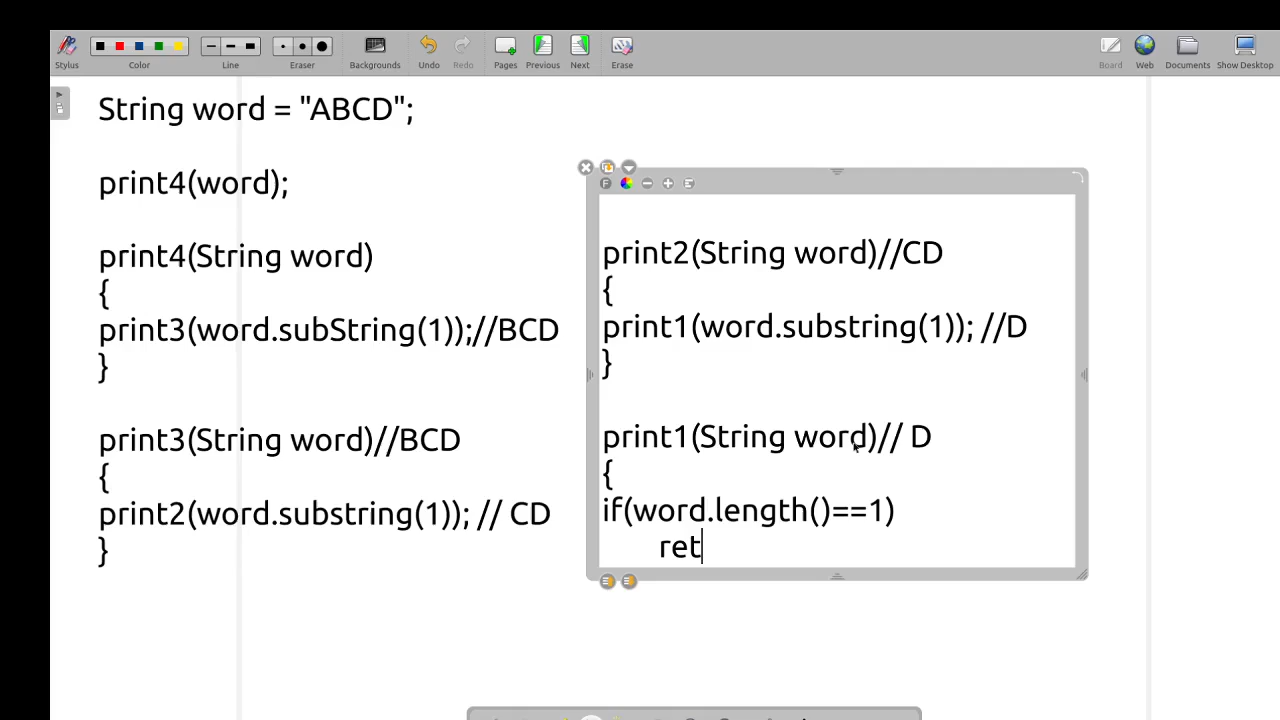 Stylus
Color
Line
Eraser
Backgrounds
Undo
Redo
Pages
Previous
Next
Erase
Board
Web
Documents
Show Desktop
String word = "ABCD";
print4(word);
print4(String word)
{
print3(word.subString(1));//BCD
}
print3(String word)//BCD
{
print2(word.substring(1)); // CD
}
F
print2(String word)//CD
{
print1(word.substring(1)); //D
}
print1(String word)// D
{
if(word.length()==1)
ret